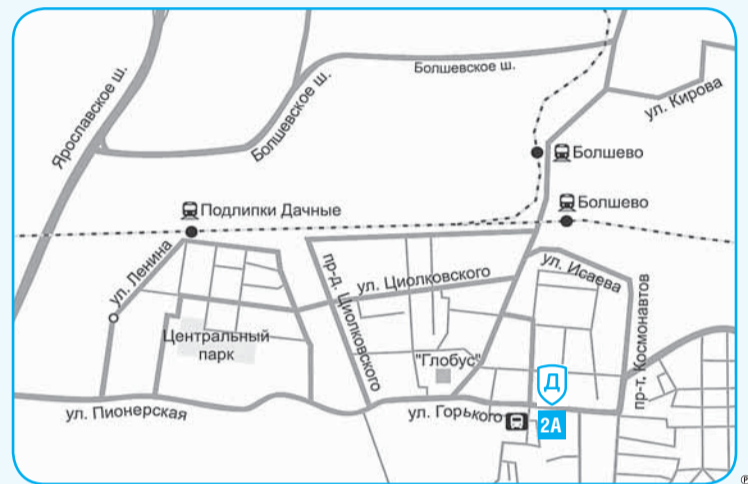 Болшевское ш.
ул. Кирова
Ярославское ш.
Болшевское ш.
Болшево
Болшево
Подлипки Дачные
ул. Ленина
пр-д. Циолковского
ул. Циолковского
ул. Исаева
пр-т. Космонавтов
Центральный
парк
"Глобус"
Д
ул. Пионерская
ул. Горького
2А